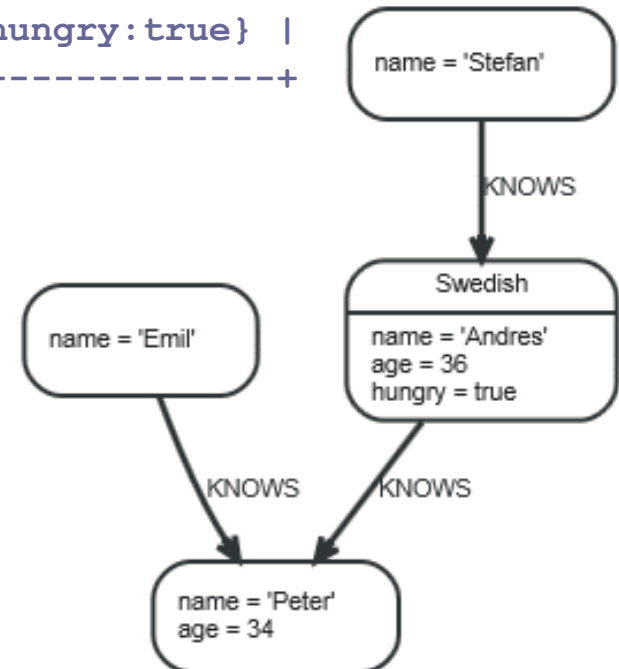 hungry:true} |
-------------+
name = 'Stefan'
KNOWS
Swedish
name = 'Andres'
age = 36
hungry = true
name = 'Emil'
KNOWS
KNOWS
name = 'Peter'
age = 34